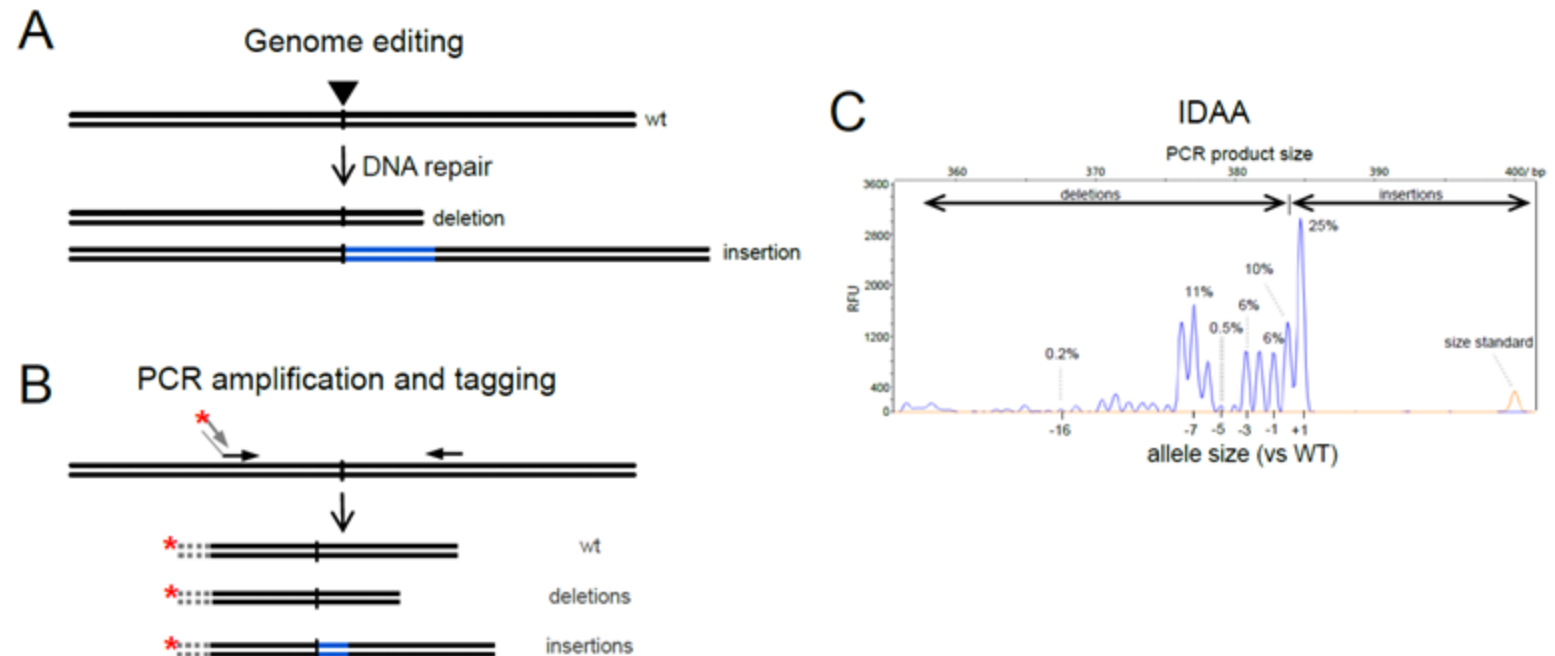 A
Genome editing
wt
DNA repair
deletion
insertion
B
PCR amplification and tagging
*
wt
*
deletions
*
insertions
*
C
IDAA
PCR product size
360 370 380 390 400/ bp
deletions insertions
3600
2800
2000
1200
400
0
RFU
25%
10%
11%
6%
0.5%
6%
0.2%
size standard
-16 -7 -5 -3 -1 +1
allele size (vs WT)